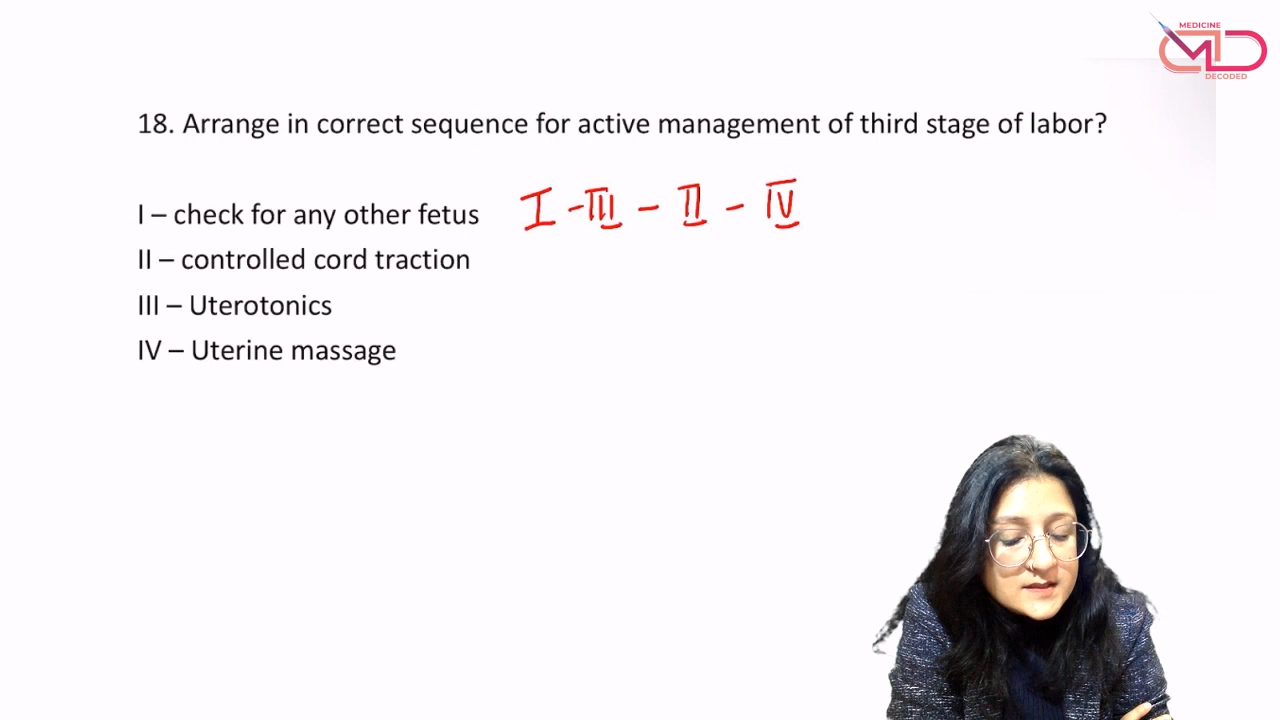 MEDICINE
MD
DECODED
18. Arrange in correct sequence for active management of third stage of labor?
I – check for any other fetus I - III - II - IV
II – controlled cord traction
III – Uterotonics
IV – Uterine massage